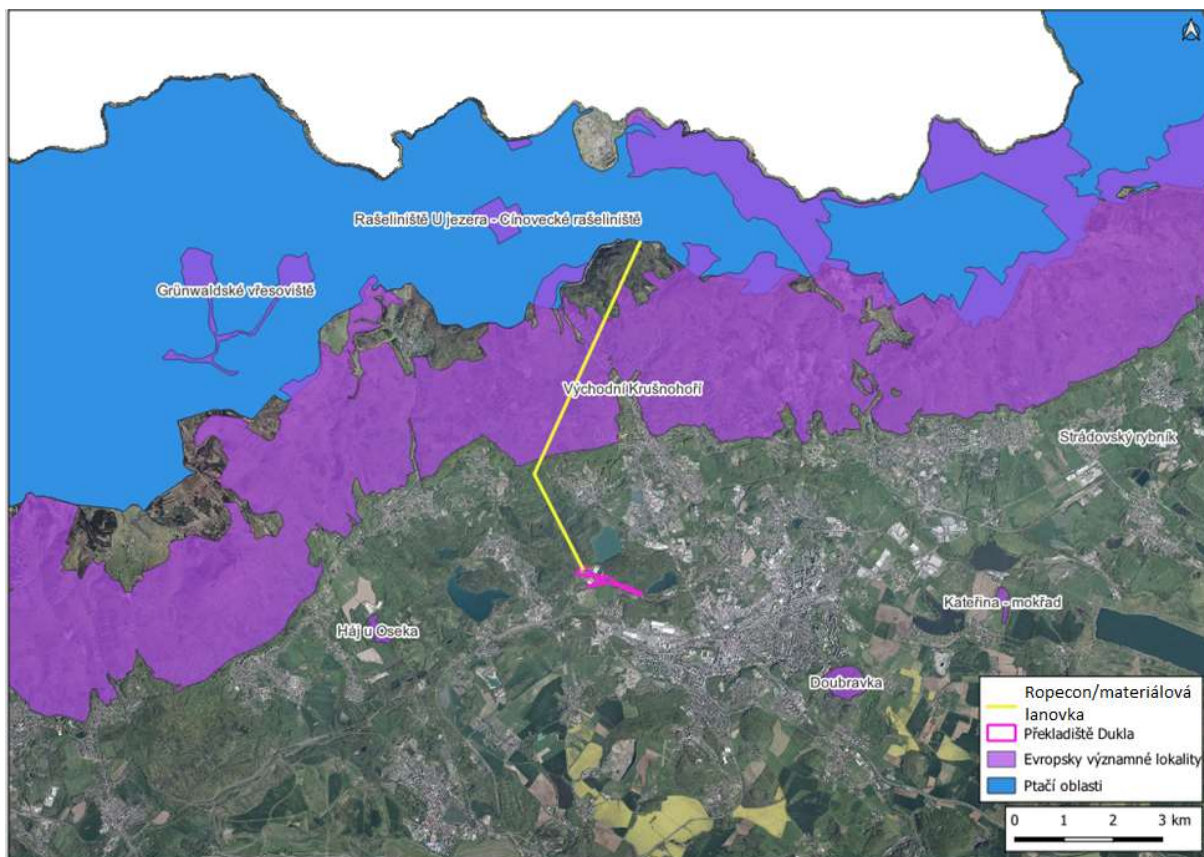 Rašeliniště U jezera - Cínovecké rašeliniště
Grünwaldské vřesoviště
Východní Krušnohoří
Strádovský rybník
Kateřina - mokřad
Háj u Oseka
Doubravka
Ropecon/materiálová
lanovka
Překladiště Dukla
Evropsky významné lokality
Ptačí oblasti
0 1 2 3 km